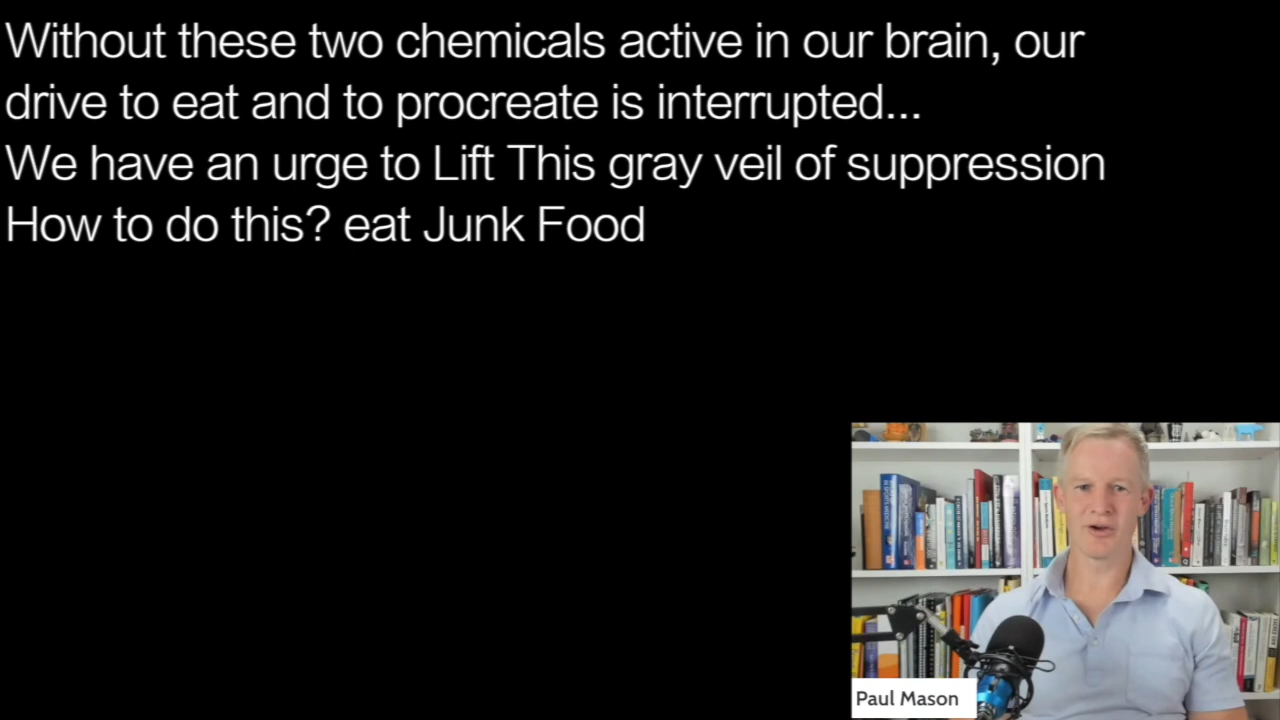 Without these two chemicals active in our brain, our
drive to eat and to procreate is interrupted...
We have an urge to Lift This gray veil of suppression
How to do this? eat Junk Food
Paul Mason